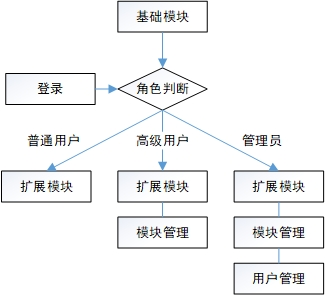 基础模块
登录
角色判断
普通用户
高级用户
管理员
扩展模块
扩展模块
扩展模块
模块管理
模块管理
用户管理